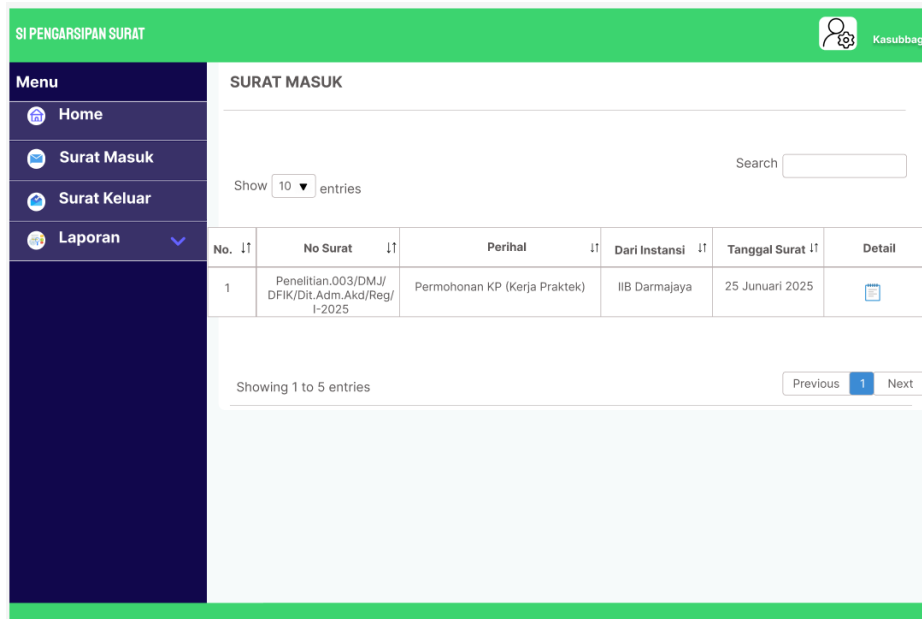 SI PENGARSIPAN SURAT
Kasubbag
Menu
Home
Surat Masuk
Surat Keluar
Laporan
SURAT MASUK
Search
Show 10 entries
No.
No Surat
Perihal
Dari Instansi
Tanggal Surat
Detail
1
Penelitian.003/DMJ/
DFIK/Dit.Adm.Akd/Reg/
I-2025
Permohonan KP (Kerja Praktek)
IIB Darmajaya
25 Junuari 2025
Showing 1 to 5 entries
Previous 1 Next